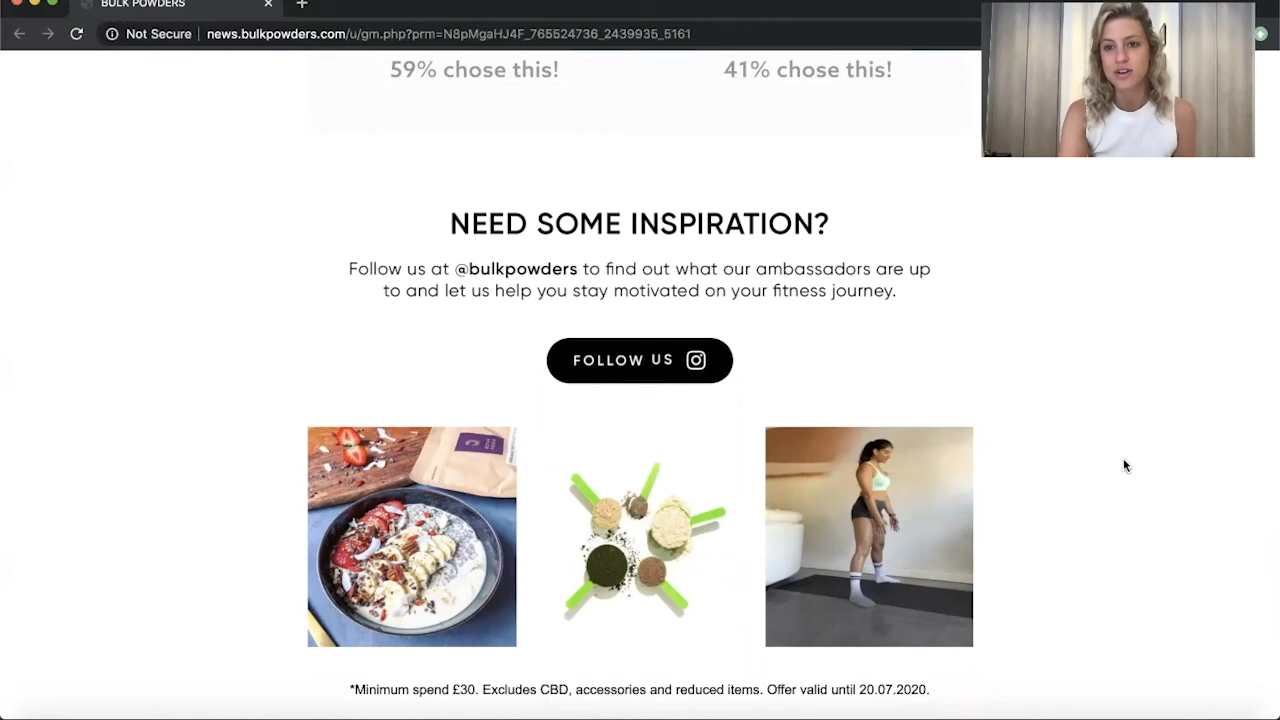 BULK POWDERS
Not Secure
news.bulkpowders.com/u/gm.php?prm=N8pMgaHJ4F_765524736_2439935_5161
59% chose this!
41% chose this!
NEED SOME INSPIRATION?
Follow us at @bulkpowders to find out what our ambassadors are up
to and let us help you stay motivated on your fitness journey.
FOLLOW US
*Minimum spend £30. Excludes CBD, accessories and reduced items. Offer valid until 20.07.2020.